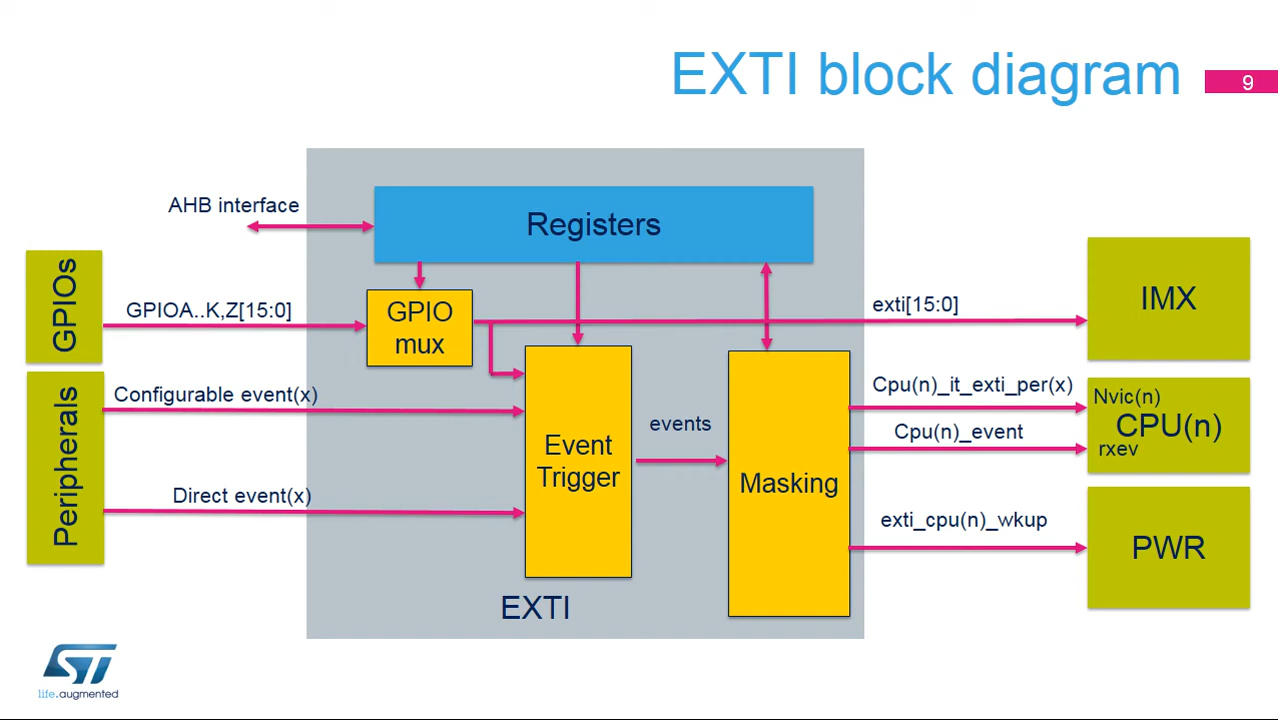 EXTI block diagram
9
AHB interface
Registers
GPIOs
GPIOA..K,Z[15:0]
GPIO
mux
exti[15:0]
IMX
Peripherals
Configurable event(x)
Direct event(x)
Event
Trigger
events
Masking
Cpu(n)_it_exti_per(x)
Cpu(n)_event
Nvic(n)
CPU(n)
rxev
exti_cpu(n)_wkup
PWR
EXTI
ST
life.augmented